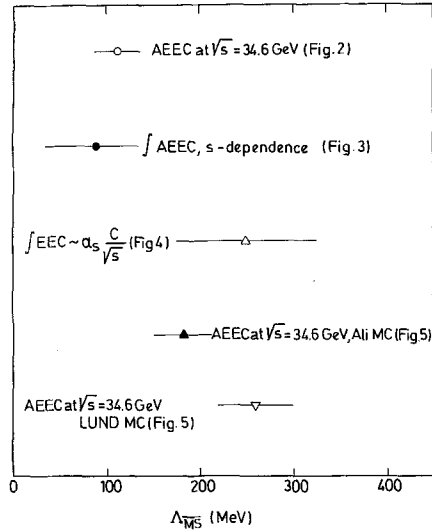 AEEC at √s = 34.6 GeV (Fig. 2)
∫ AEEC, s-dependence (Fig. 3)
∫ EEC ~ αs C/√s (Fig 4)
AEEC at √s = 34.6 GeV, Ali MC (Fig. 5)
AEEC at √s = 34.6 GeV
LUND MC (Fig. 5)
0 100 200 300 400
Λ_M̅S̅ (MeV)